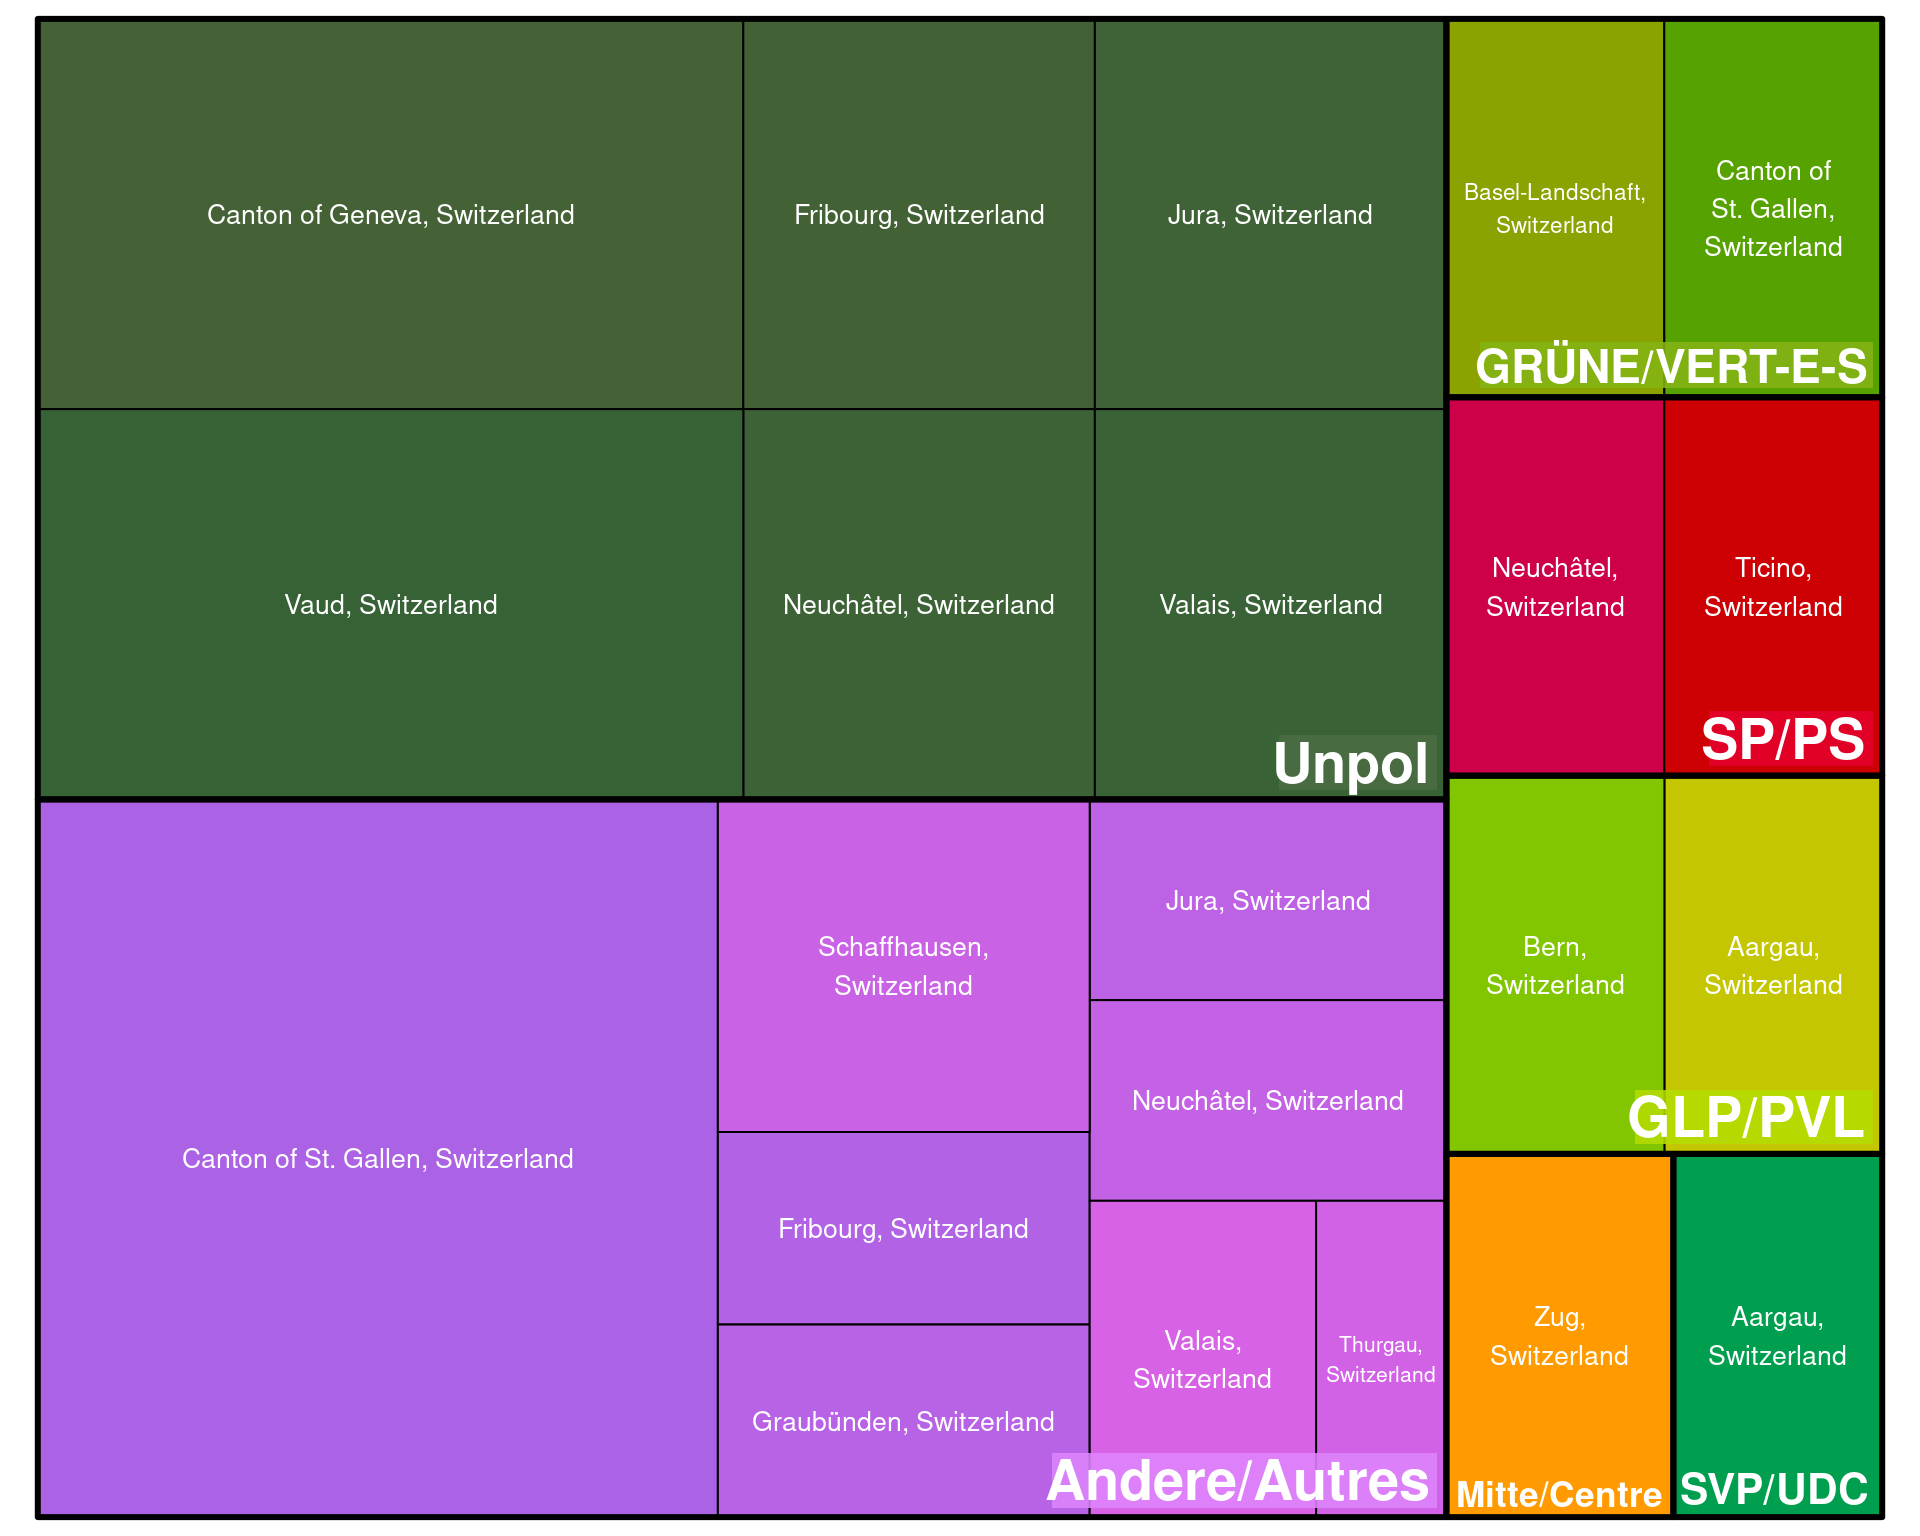 Canton of Geneva, Switzerland
Fribourg, Switzerland
Jura, Switzerland
Vaud, Switzerland
Neuchâtel, Switzerland
Valais, Switzerland
Unpol
Canton of St. Gallen, Switzerland
Schaffhausen,
Switzerland
Fribourg, Switzerland
Graubünden, Switzerland
Jura, Switzerland
Neuchâtel, Switzerland
Valais,
Switzerland
Thurgau,
Switzerland
Andere/Autres
Basel-Landschaft,
Switzerland
Canton of
St. Gallen,
Switzerland
GRÜNE/VERT-E-S
Neuchâtel,
Switzerland
Ticino,
Switzerland
SP/PS
Bern,
Switzerland
Aargau,
Switzerland
GLP/PVL
Zug,
Switzerland
Mitte/Centre
Aargau,
Switzerland
SVP/UDC